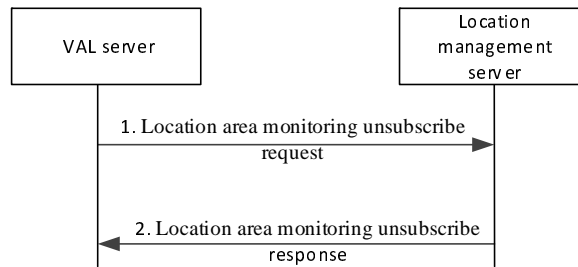 VAL server
Location
management
server
1. Location area monitoring unsubscribe
request
2. Location area monitoring unsubscribe
response